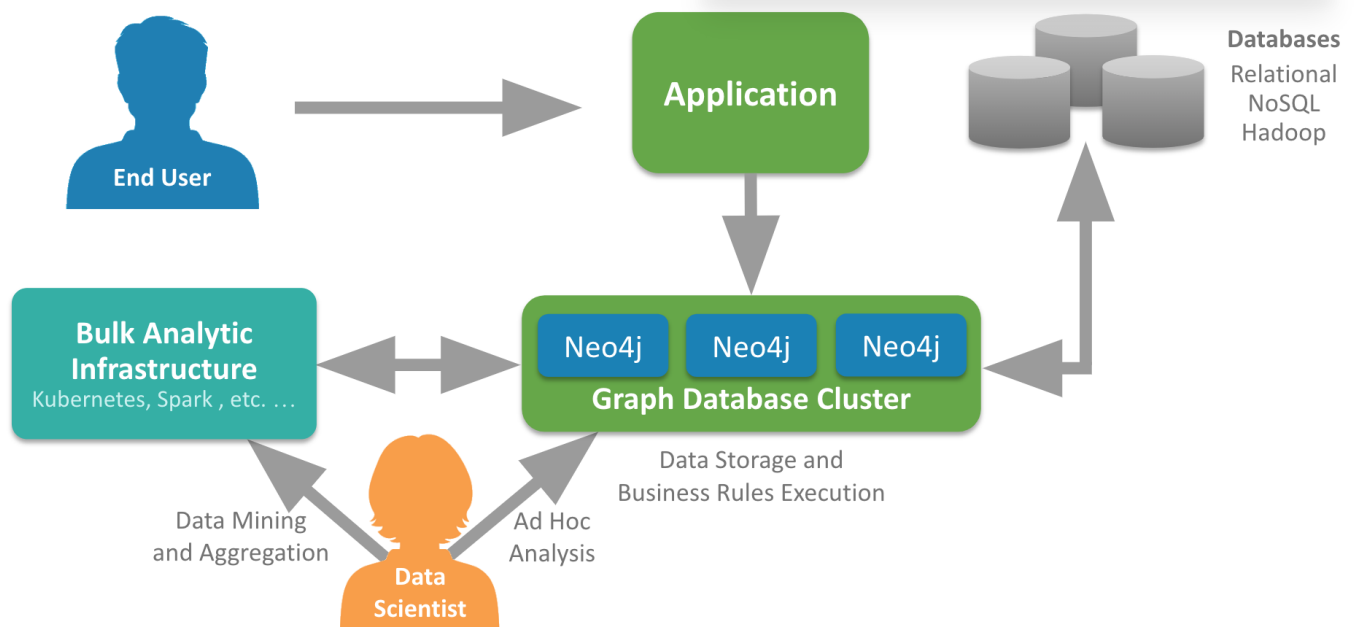 End User
Application
Databases
Relational
NoSQL
Hadoop
Bulk Analytic
Infrastructure
Kubernetes, Spark , etc. ...
Neo4j
Neo4j
Neo4j
Graph Database Cluster
Data Storage and
Business Rules Execution
Data Mining
and Aggregation
Ad Hoc
Analysis
Data
Scientist